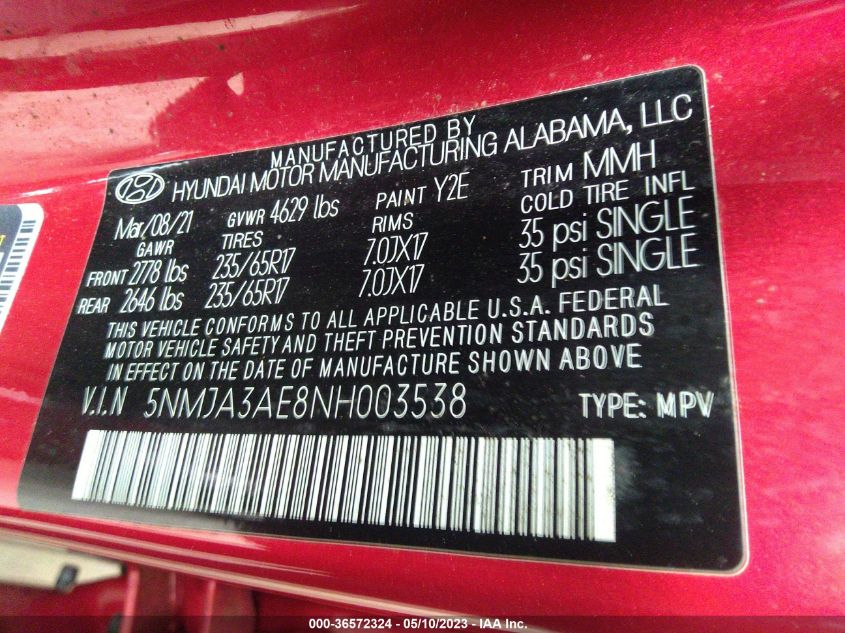 MANUFACTURED BY
HYUNDAI MOTOR MANUFACTURING ALABAMA, LLC
Mar/08/21 GVWR 4629 lbs PAINT Y2E TRIM MMH
GAWR TIRES RIMS COLD TIRE INFL
FRONT 2778 lbs 235/65R17 7.0JX17 35 psi SINGLE
REAR 2646 lbs 235/65R17 7.0JX17 35 psi SINGLE
THIS VEHICLE CONFORMS TO ALL APPLICABLE U.S.A. FEDERAL
MOTOR VEHICLE SAFETY AND THEFT PREVENTION STANDARDS
IN EFFECT ON THE DATE OF MANUFACTURE SHOWN ABOVE
V.I.N 5NMJA3AE8NH003538 TYPE: MPV
000-36572324 - 05/10/2023 - IAA Inc.